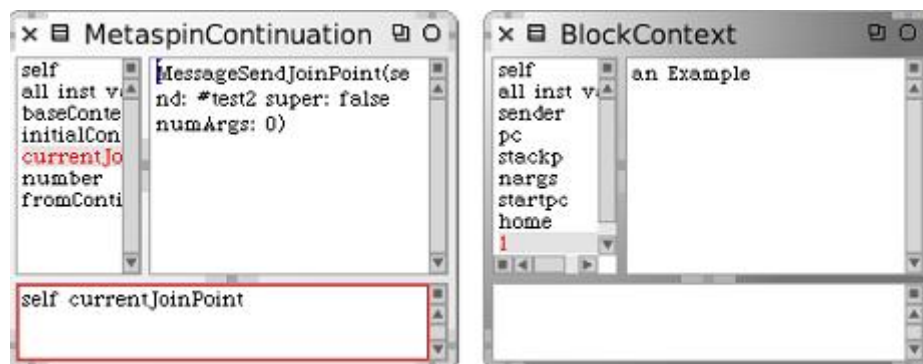 MetaspinContinuation
self
all inst v
baseConte
initialCon
currentJo
number
fromConti
MessageSendJoinPoint(se
nd: #test2 super: false
numArgs: 0)
self currentJoinPoint
BlockContext
self
all inst v
sender
pc
stackp
nargs
startpc
home
1
an Example